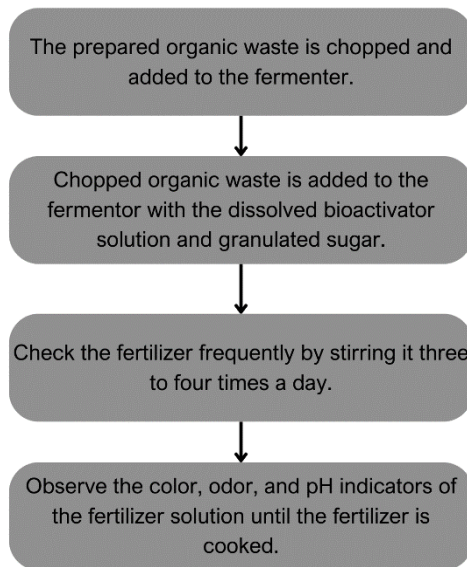 The prepared organic waste is chopped and
added to the fermenter.
Chopped organic waste is added to the
fermentor with the dissolved bioactivator
solution and granulated sugar.
Check the fertilizer frequently by stirring it three
to four times a day.
Observe the color, odor, and pH indicators of
the fertilizer solution until the fertilizer is
cooked.